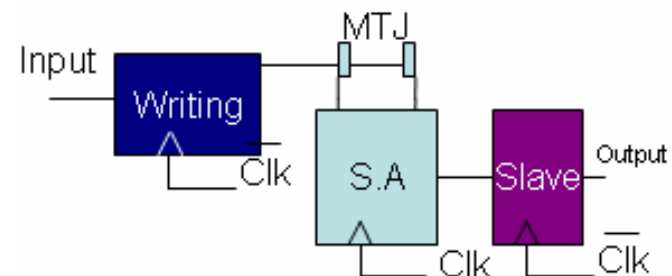 MTJ
Input
Writing
Clk
S.A
Clk
Slave
Output
Clk